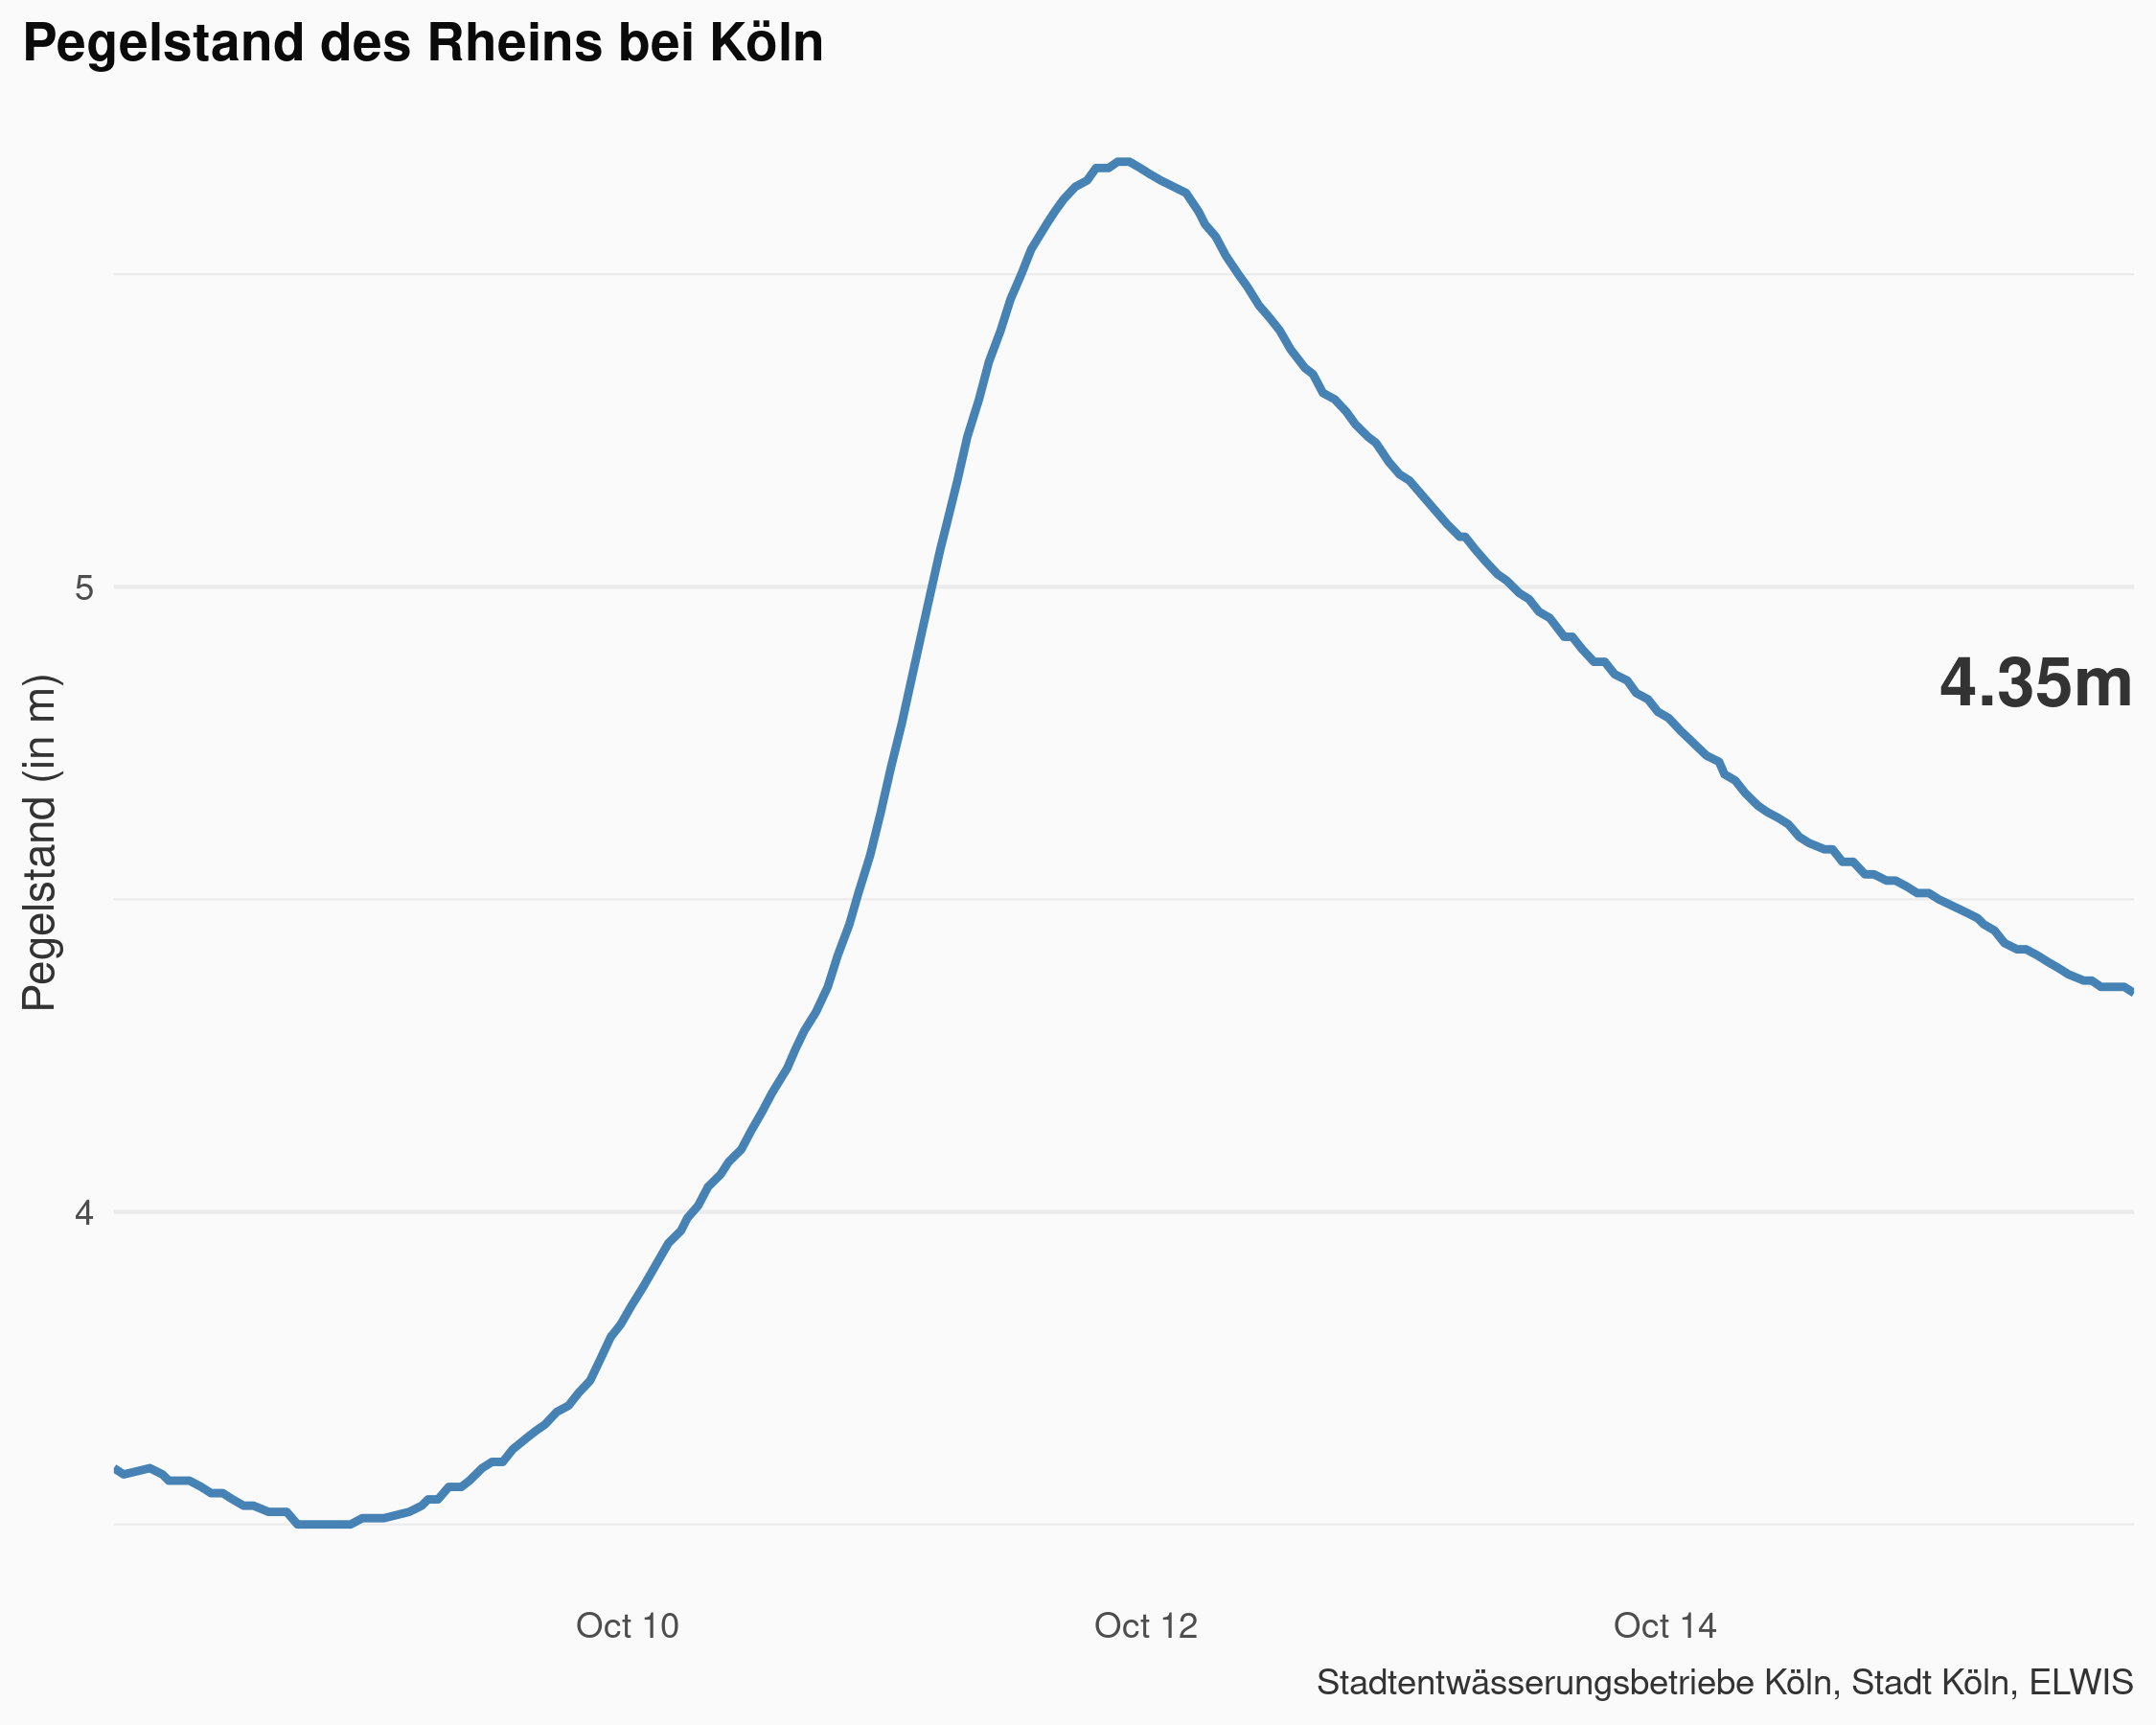 Pegelstand des Rheins bei Köln
Pegelstand (in m)
5
4
4.35m
Oct 10
Oct 12
Oct 14
Stadtentwässerungsbetriebe Köln, Stadt Köln, ELWIS